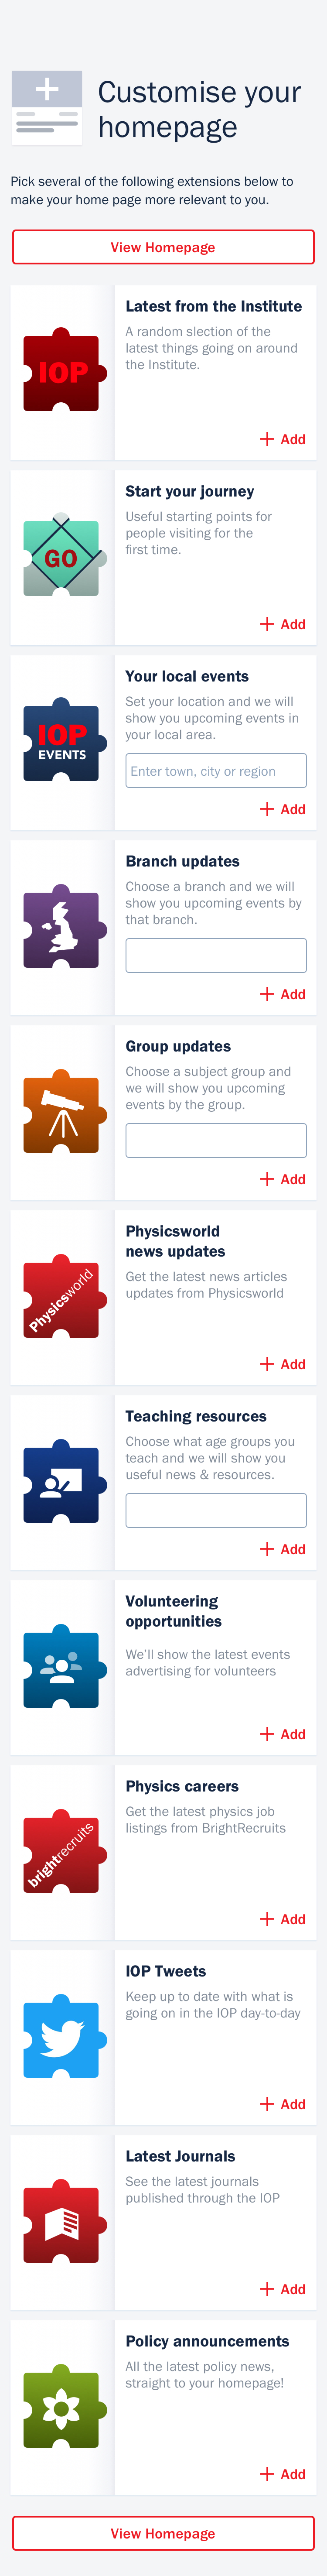 Customise your
homepage
Pick several of the following extensions below to
make your home page more relevant to you.
View Homepage
IOP
Latest from the Institute
A random slection of the
latest things going on around
the Institute.
Add
GO
Start your journey
Useful starting points for
people visiting for the
first time.
Add
IOP
EVENTS
Your local events
Set your location and we will
show you upcoming events in
your local area.
Enter town, city or region
Add
Branch updates
Choose a branch and we will
show you upcoming events by
that branch.
Add
Group updates
Choose a subject group and
we will show you upcoming
events by the group.
Add
Physicsworld
Physicsworld
news updates
Get the latest news articles
updates from Physicsworld
Add
Teaching resources
Choose what age groups you
teach and we will show you
useful news & resources.
Add
Volunteering
opportunities
We'll show the latest events
advertising for volunteers
Add
brightrecruits
Physics careers
Get the latest physics job
listings from BrightRecruits
Add
IOP Tweets
Keep up to date with what is
going on in the IOP day-to-day
Add
Latest Journals
See the latest journals
published through the IOP
Add
Policy announcements
All the latest policy news,
straight to your homepage!
Add
View Homepage